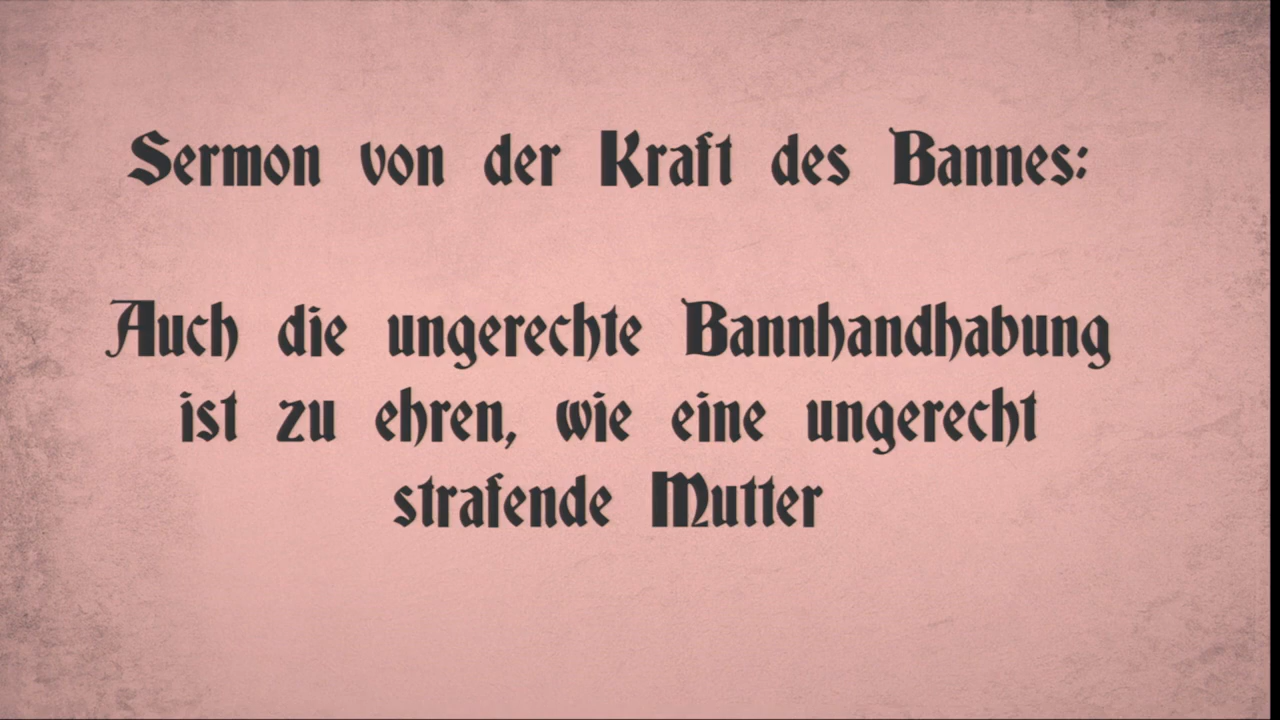 Sermon von der Kraft des Bannes:
Auch die ungerechte Bannhandhabung
ist zu ehren, wie eine ungerecht
strafende Mutter